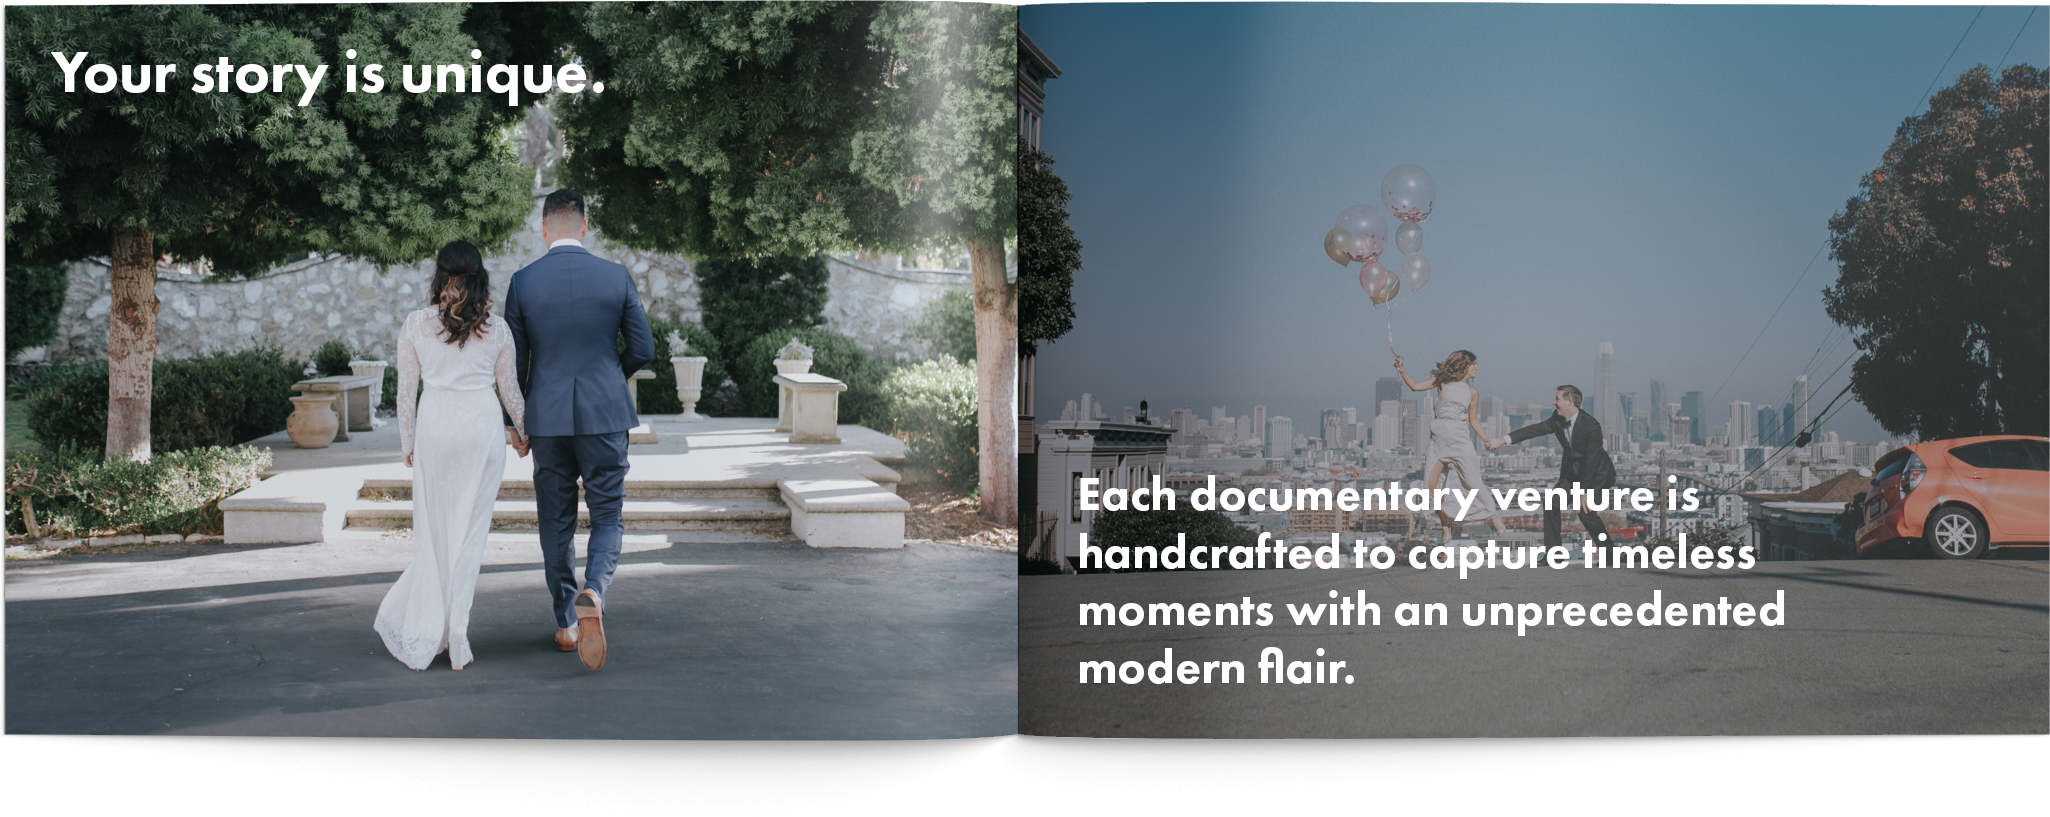 Your story is unique.
Each documentary venture is
handcrafted to capture timeless
moments with an unprecedented
modern flair.